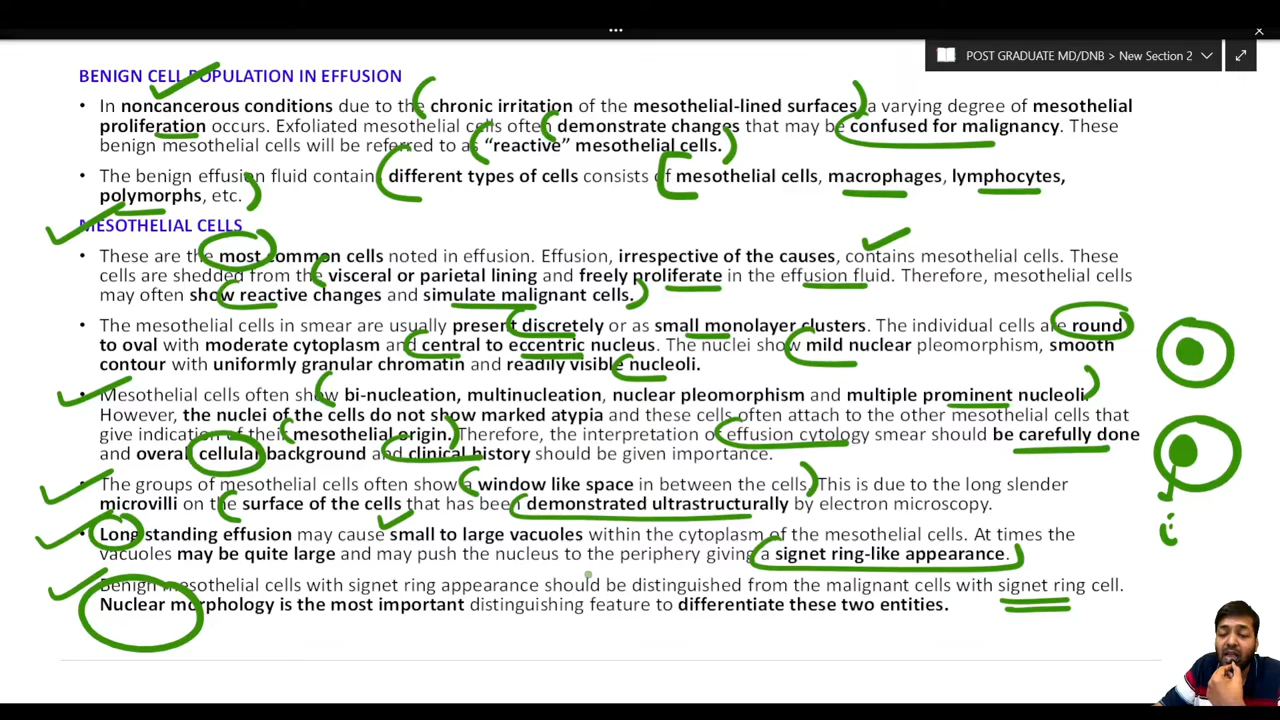 POST GRADUATE MD/DNB > New Section 2
BENIGN CELL POPULATION IN EFFUSION
• In noncancerous conditions due to the chronic irritation of the mesothelial-lined surfaces, a varying degree of mesothelial
proliferation occurs. Exfoliated mesothelial cells often demonstrate changes that may be confused for malignancy. These
benign mesothelial cells will be referred to as “reactive” mesothelial cells.
• The benign effusion fluid contain different types of cells consists of mesothelial cells, macrophages, lymphocytes,
polymorphs, etc.
MESOTHELIAL CELLS
• These are the most common cells noted in effusion. Effusion, irrespective of the causes, contains mesothelial cells. These
cells are shedded from the visceral or parietal lining and freely proliferate in the effusion fluid. Therefore, mesothelial cells
may often show reactive changes and simulate malignant cells.
• The mesothelial cells in smear are usually present discretely or as small monolayer clusters. The individual cells are round
to oval with moderate cytoplasm and central to eccentric nucleus. The nuclei show mild nuclear pleomorphism, smooth
contour with uniformly granular chromatin and readily visible nucleoli.
• Mesothelial cells often show bi-nucleation, multinucleation, nuclear pleomorphism and multiple prominent nucleoli.
However, the nuclei of the cells do not show marked atypia and these cells often attach to the other mesothelial cells that
give indication of their mesothelial origin. Therefore, the interpretation of effusion cytology smear should be carefully done
and overall cellular background and clinical history should be given importance.
• The groups of mesothelial cells often show a window like space in between the cells. This is due to the long slender
microvilli on the surface of the cells that has been demonstrated ultrastructurally by electron microscopy.
• Long standing effusion may cause small to large vacuoles within the cytoplasm of the mesothelial cells. At times the
vacuoles may be quite large and may push the nucleus to the periphery giving a signet ring-like appearance.
• Benign mesothelial cells with signet ring appearance should be distinguished from the malignant cells with signet ring cell.
Nuclear morphology is the most important distinguishing feature to differentiate these two entities.